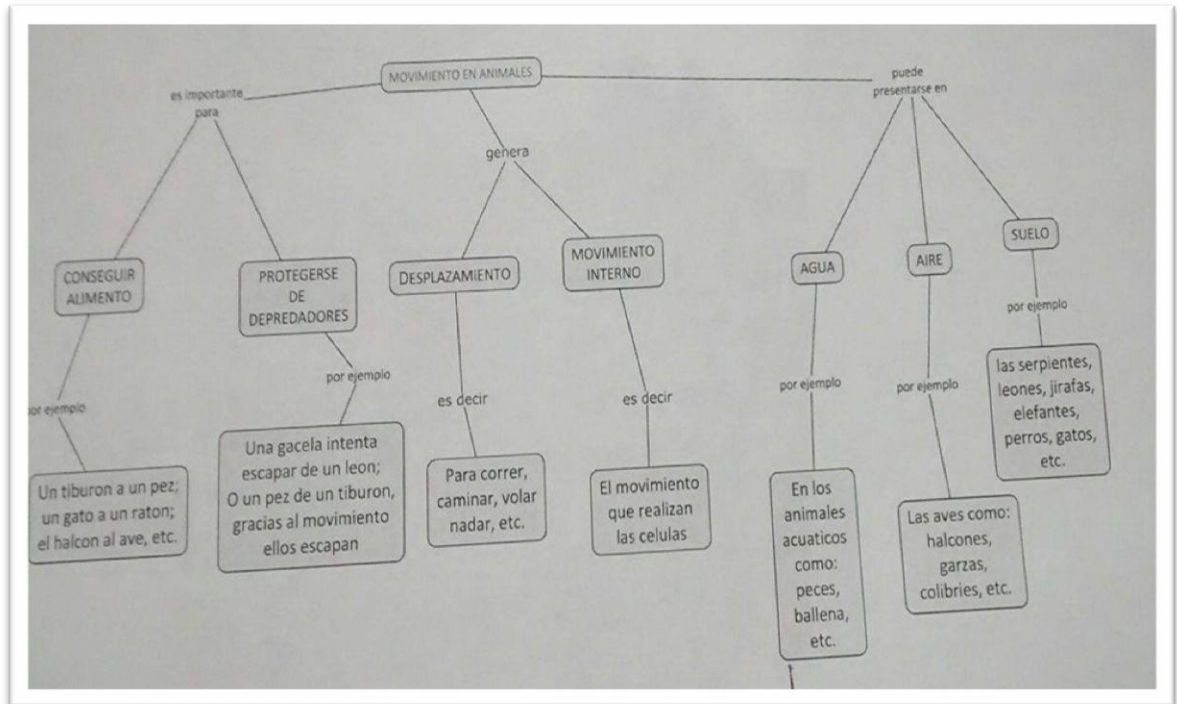 MOVIMIENTO EN ANIMALES
es importante
para
CONSEGUIR
ALIMENTO
por ejemplo
Un tiburon a un pez;
un gato a un raton;
el halcon al ave, etc.
PROTEGERSE
DE
DEPREDADORES
por ejemplo
Una gacela intenta
escapar de un leon;
O un pez de un tiburon,
gracias al movimiento
ellos escapan
genera
DESPLAZAMIENTO
es decir
Para correr,
caminar, volar
nadar, etc.
MOVIMIENTO
INTERNO
es decir
El movimiento
que realizan
las celulas
puede
presentarse en
AGUA
por ejemplo
En los
animales
acuaticos
como:
peces,
ballena,
etc.
AIRE
por ejemplo
Las aves como:
halcones,
garzas,
colibries, etc.
SUELO
por ejemplo
las serpientes,
leones, jirafas,
elefantes,
perros, gatos,
etc.